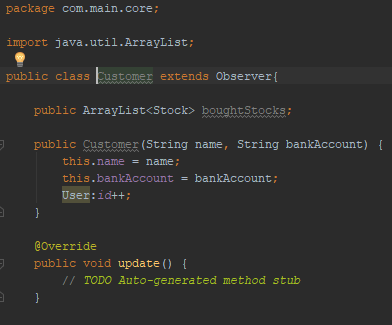 package com.main.core;
import java.util.ArrayList;
public class Customer extends Observer{
public ArrayList<Stock> boughtStocks;
public Customer(String name, String bankAccount) {
this.name = name;
this.bankAccount = bankAccount;
User:id++;
}
@Override
public void update() {
// TODO Auto-generated method stub
}